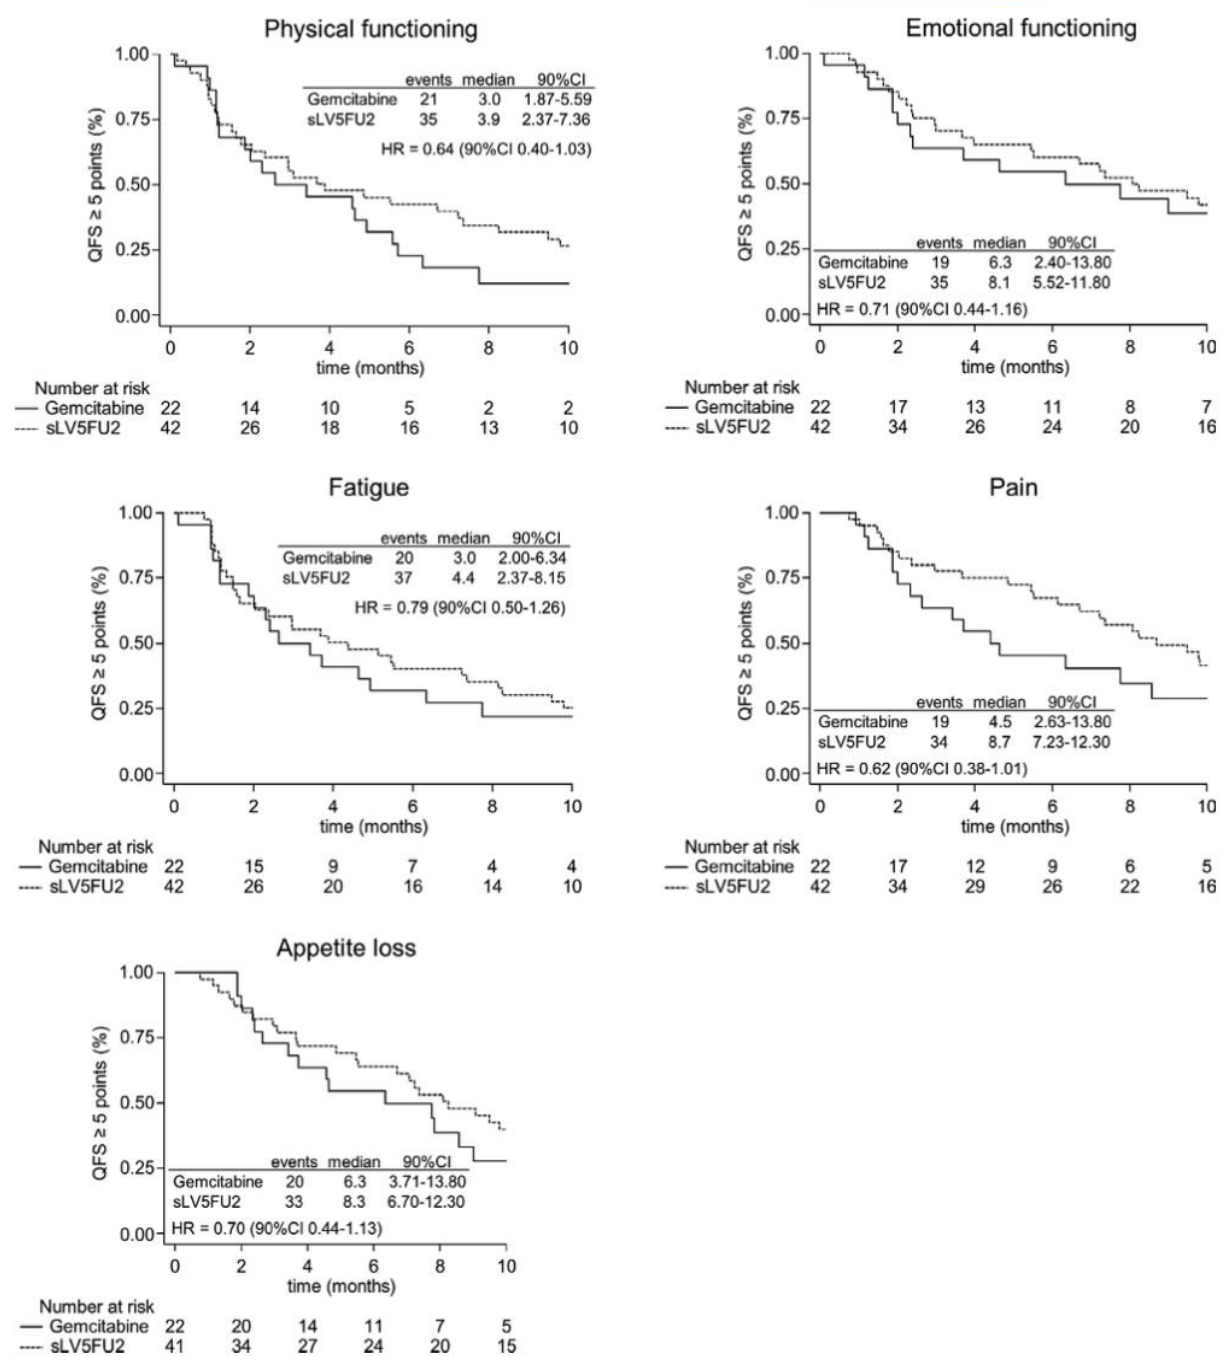 Physical functioning
QFS ≥ 5 points (%)
1.00
0.75
0.50
0.25
0.00
events median 90%CI
Gemcitabine 21 3.0 1.87-5.59
sLV5FU2 35 3.9 2.37-7.36
HR = 0.64 (90%CI 0.40-1.03)
0 2 4 6 8 10
time (months)
Number at risk
Gemcitabine 22 14 10 5 2 2
sLV5FU2 42 26 18 16 13 10
Emotional functioning
QFS ≥ 5 points (%)
1.00
0.75
0.50
0.25
0.00
events median 90%CI
Gemcitabine 19 6.3 2.40-13.80
sLV5FU2 35 8.1 5.52-11.80
HR = 0.71 (90%CI 0.44-1.16)
0 2 4 6 8 10
time (months)
Number at risk
Gemcitabine 22 17 13 11 8 7
sLV5FU2 42 34 26 24 20 16
Fatigue
QFS ≥ 5 points (%)
1.00
0.75
0.50
0.25
0.00
events median 90%CI
Gemcitabine 20 3.0 2.00-6.34
sLV5FU2 37 4.4 2.37-8.15
HR = 0.79 (90%CI 0.50-1.26)
0 2 4 6 8 10
time (months)
Number at risk
Gemcitabine 22 15 9 7 4 4
sLV5FU2 42 26 20 16 14 10
Pain
QFS ≥ 5 points (%)
1.00
0.75
0.50
0.25
0.00
events median 90%CI
Gemcitabine 19 4.5 2.63-13.80
sLV5FU2 34 8.7 7.23-12.30
HR = 0.62 (90%CI 0.38-1.01)
0 2 4 6 8 10
time (months)
Number at risk
Gemcitabine 22 17 12 9 6 5
sLV5FU2 42 34 29 26 22 16
Appetite loss
QFS ≥ 5 points (%)
1.00
0.75
0.50
0.25
0.00
events median 90%CI
Gemcitabine 20 6.3 3.71-13.80
sLV5FU2 33 8.3 6.70-12.30
HR = 0.70 (90%CI 0.44-1.13)
0 2 4 6 8 10
time (months)
Number at risk
Gemcitabine 22 20 14 11 7 5
sLV5FU2 41 34 27 24 20 15